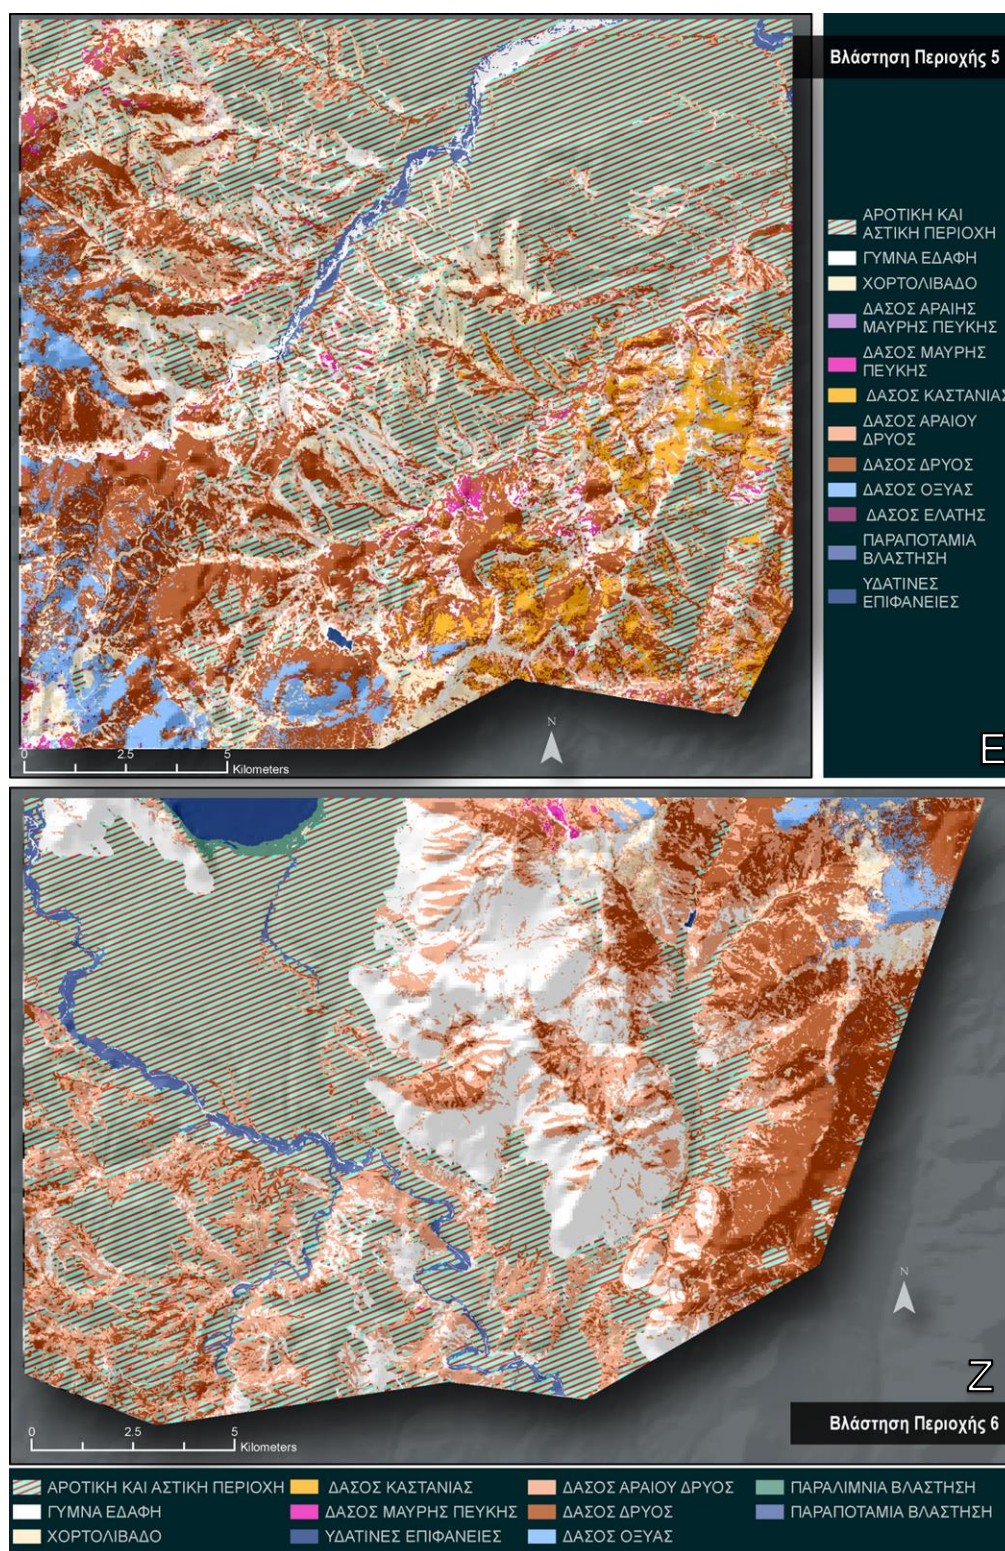 Βλάστηση Περιοχής 5
ΑΡΟΤΙΚΗ ΚΑΙ
ΑΣΤΙΚΗ ΠΕΡΙΟΧΗ
ΓΥΜΝΑ ΕΔΑΦΗ
ΧΟΡΤΟΛΙΒΑΔΟ
ΔΑΣΟΣ ΑΡΑΙΗΣ
ΜΑΥΡΗΣ ΠΕΥΚΗΣ
ΔΑΣΟΣ ΜΑΥΡΗΣ
ΠΕΥΚΗΣ
ΔΑΣΟΣ ΚΑΣΤΑΝΙΑΣ
ΔΑΣΟΣ ΑΡΑΙΟΥ
ΔΡΥΟΣ
ΔΑΣΟΣ ΔΡΥΟΣ
ΔΑΣΟΣ ΟΞΥΑΣ
ΔΑΣΟΣ ΕΛΑΤΗΣ
ΠΑΡΑΠΟΤΑΜΙΑ
ΒΛΑΣΤΗΣΗ
ΥΔΑΤΙΝΕΣ
ΕΠΙΦΑΝΕΙΕΣ
N
E
0 2.5 5
Kilometers
N
Z
Βλάστηση Περιοχής 6
0 2.5 5
Kilometers
ΑΡΟΤΙΚΗ ΚΑΙ ΑΣΤΙΚΗ ΠΕΡΙΟΧΗ ΔΑΣΟΣ ΚΑΣΤΑΝΙΑΣ ΔΑΣΟΣ ΑΡΑΙΟΥ ΔΡΥΟΣ ΠΑΡΑΛΙΜΝΙΑ ΒΛΑΣΤΗΣΗ
ΓΥΜΝΑ ΕΔΑΦΗ ΔΑΣΟΣ ΜΑΥΡΗΣ ΠΕΥΚΗΣ ΔΑΣΟΣ ΔΡΥΟΣ ΠΑΡΑΠΟΤΑΜΙΑ ΒΛΑΣΤΗΣΗ
ΧΟΡΤΟΛΙΒΑΔΟ ΥΔΑΤΙΝΕΣ ΕΠΙΦΑΝΕΙΕΣ ΔΑΣΟΣ ΟΞΥΑΣ